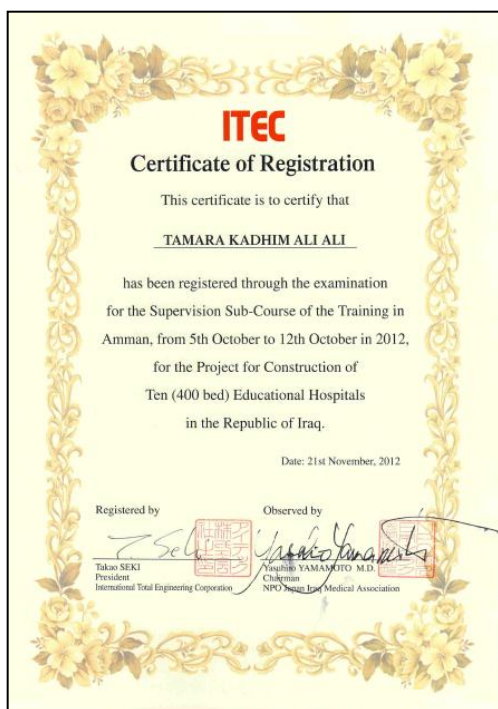 ITEC
Certificate of Registration
This certificate is to certify that
TAMARA KADHIM ALI ALI
has been registered through the examination
for the Supervision Sub-Course of the Training in
Amman, from 5th October to 12th October in 2012,
for the Project for Construction of
Ten (400 bed) Educational Hospitals
in the Republic of Iraq.
Date: 21st November, 2012
Registered by
T. Seki
Takao SEKI
President
International Total Engineering Corporation
Observed by
Yasuhiro Yamamoto
Yasuhiro YAMAMOTO M.D.
Chairman
NPO Japan Iraq Medical Association